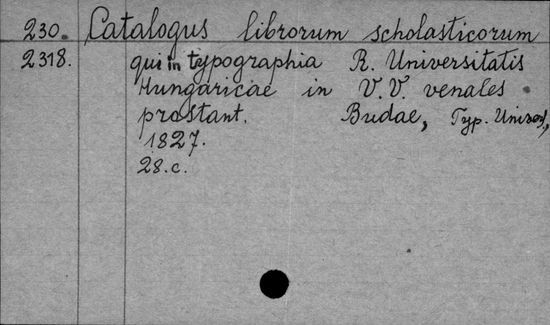 230. Catalogus librorum scholasticorum
2318. qui in typographia R. Universitatis
Hungaricae in V. V. venales
prostant. Budae, Typ. Univers,
1827.
28. c.